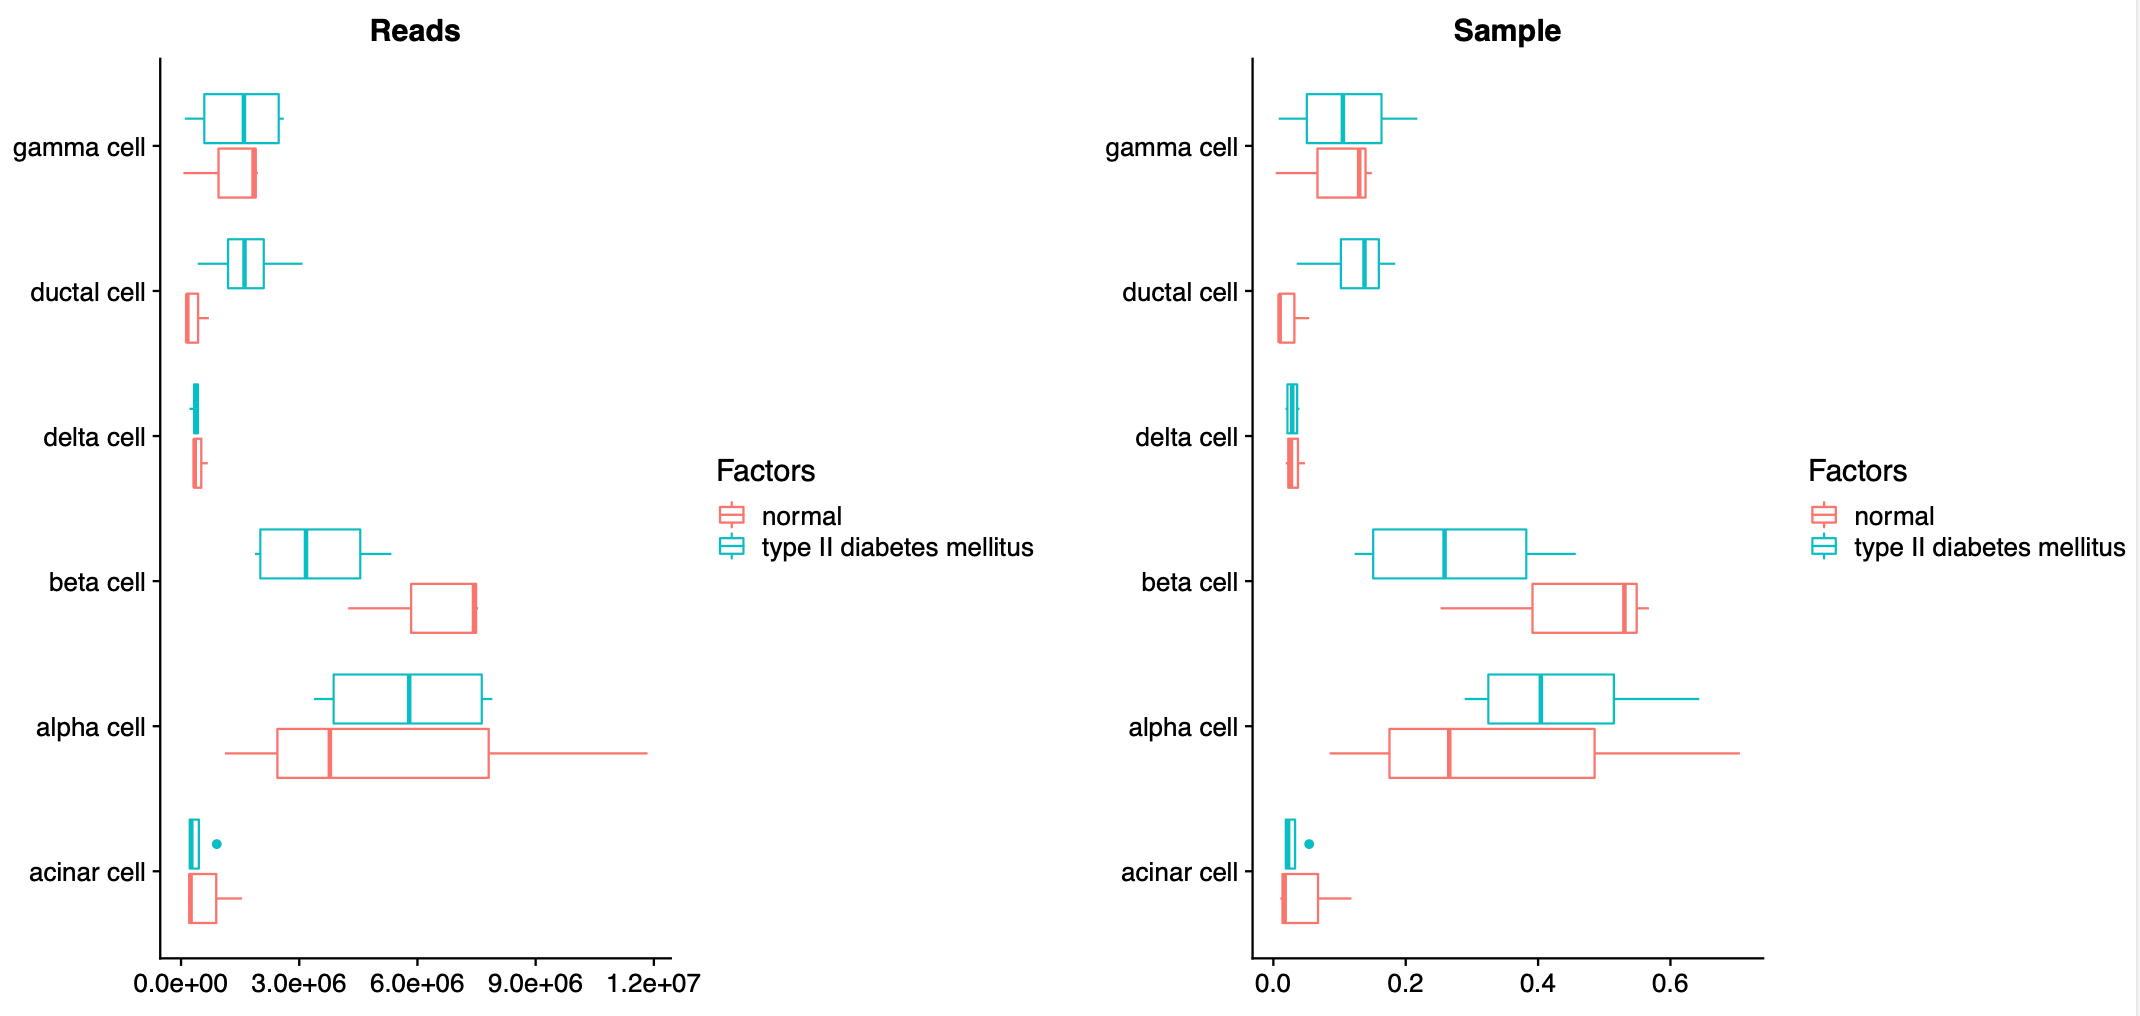 Reads
gamma cell
ductal cell
delta cell
beta cell
alpha cell
acinar cell
0.0e+00 3.0e+06 6.0e+06 9.0e+06 1.2e+07
Factors
normal
type II diabetes mellitus
Sample
gamma cell
ductal cell
delta cell
beta cell
alpha cell
acinar cell
0.0 0.2 0.4 0.6
Factors
normal
type II diabetes mellitus